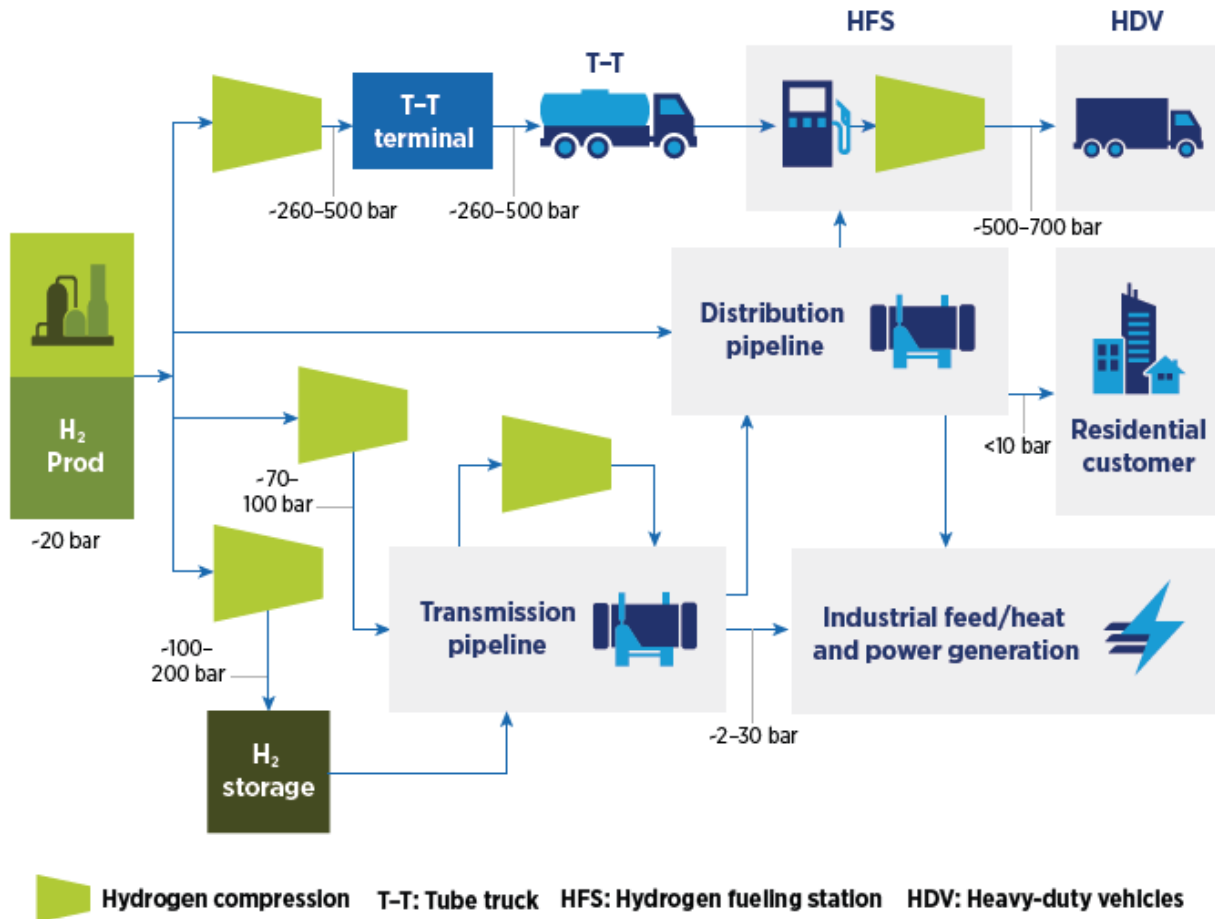 HFS
HDV
T–T
T–T
terminal
~260–500 bar
~260–500 bar
~500–700 bar
Distribution
pipeline
H₂
Prod
~20 bar
~70–
100 bar
<10 bar
Residential
customer
Transmission
pipeline
Industrial feed/heat
and power generation
~100–
200 bar
~2–30 bar
H₂
storage
Hydrogen compression T–T: Tube truck HFS: Hydrogen fueling station HDV: Heavy-duty vehicles